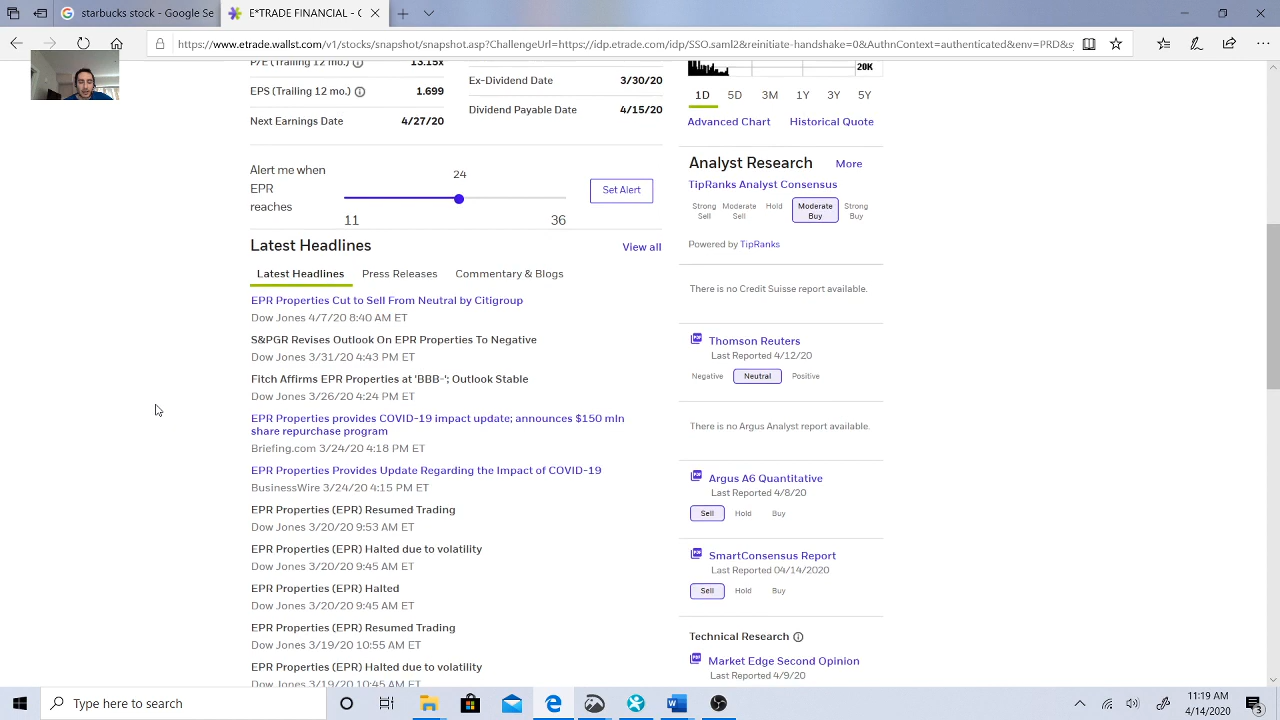 https://www.etrade.wallst.com/v1/stocks/snapshot/snapshot.asp?ChallengeUrl=https://idp.etrade.com/idp/SSO.saml2&reinitiate-handshake=0&AuthnContext=authenticated&env=PRD&s
P/E (Trailing 12 mo.) 13.15x
EPS (Trailing 12 mo.) 1.699
Next Earnings Date 4/27/20
Ex-Dividend Date 3/30/20
Dividend Payable Date 4/15/20
Alert me when
EPR
reaches
24
11 36
Set Alert
Latest Headlines View all
Latest Headlines Press Releases Commentary & Blogs
EPR Properties Cut to Sell From Neutral by Citigroup
Dow Jones 4/7/20 8:40 AM ET
S&PGR Revises Outlook On EPR Properties To Negative
Dow Jones 3/31/20 4:43 PM ET
Fitch Affirms EPR Properties at 'BBB-'; Outlook Stable
Dow Jones 3/26/20 4:24 PM ET
EPR Properties provides COVID-19 impact update; announces $150 mln
share repurchase program
Briefing.com 3/24/20 4:18 PM ET
EPR Properties Provides Update Regarding the Impact of COVID-19
BusinessWire 3/24/20 4:15 PM ET
EPR Properties (EPR) Resumed Trading
Dow Jones 3/20/20 9:53 AM ET
EPR Properties (EPR) Halted due to volatility
Dow Jones 3/20/20 9:45 AM ET
EPR Properties (EPR) Halted
Dow Jones 3/20/20 9:45 AM ET
EPR Properties (EPR) Resumed Trading
Dow Jones 3/19/20 10:55 AM ET
EPR Properties (EPR) Halted due to volatility
Dow Jones 3/19/20 10:45 AM ET
20K
1D 5D 3M 1Y 3Y 5Y
Advanced Chart Historical Quote
Analyst Research More
TipRanks Analyst Consensus
Strong Sell Moderate Sell Hold Moderate Buy Strong Buy
Powered by TipRanks
There is no Credit Suisse report available.
Thomson Reuters
Last Reported 4/12/20
Negative Neutral Positive
There is no Argus Analyst report available.
Argus A6 Quantitative
Last Reported 4/8/20
Sell Hold Buy
SmartConsensus Report
Last Reported 04/14/2020
Sell Hold Buy
Technical Research
Market Edge Second Opinion
Last Reported 4/9/20
Type here to search
11:19 AM
4/14/2020
3